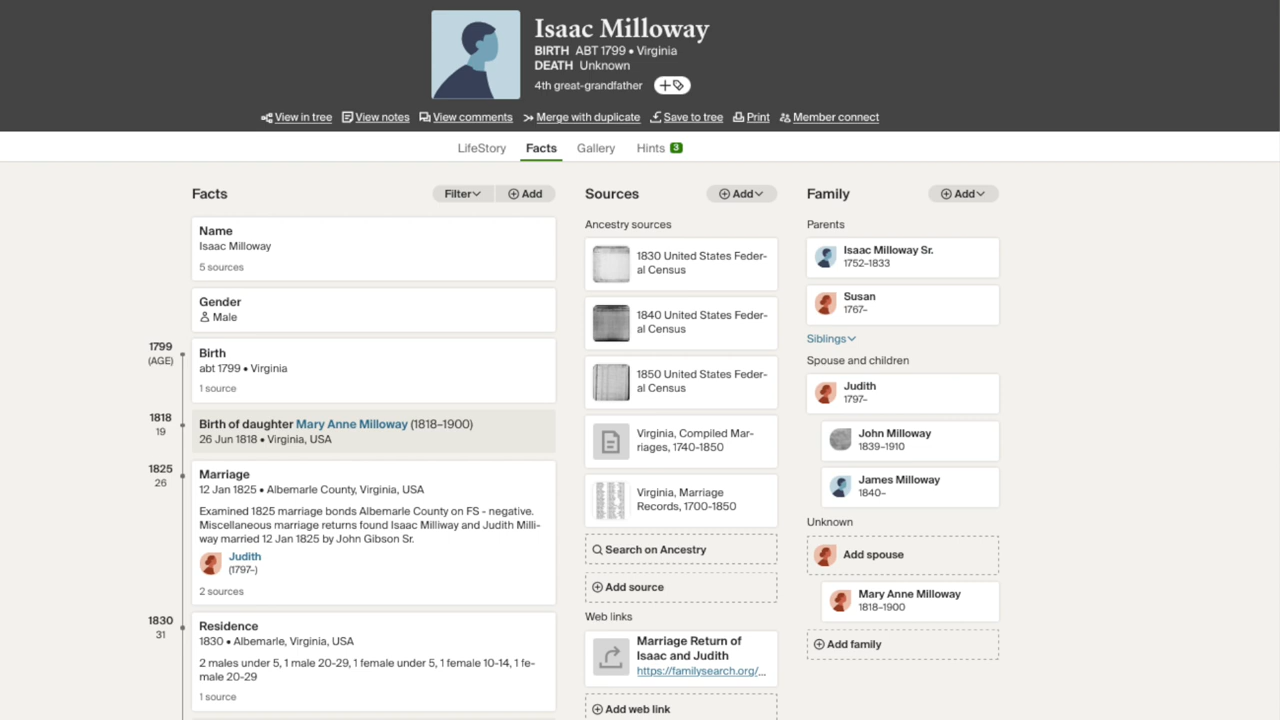 Isaac Milloway
BIRTH ABT 1799 • Virginia
DEATH Unknown
4th great-grandfather
View in tree View notes View comments Merge with duplicate Save to tree Print Member connect
LifeStory Facts Gallery Hints 3
Facts
Filter Add
Name
Isaac Milloway
5 sources
Gender
Male
1799
(AGE)
Birth
abt 1799 • Virginia
1 source
1818
19
Birth of daughter Mary Anne Milloway (1818–1900)
26 Jun 1818 • Virginia, USA
1825
26
Marriage
12 Jan 1825 • Albemarle County, Virginia, USA
Examined 1825 marriage bonds Albemarle County on FS - negative.
Miscellaneous marriage returns found Isaac Milliway and Judith Milli-
way married 12 Jan 1825 by John Gibson Sr.
Judith
(1797-)
2 sources
1830
31
Residence
1830 • Albemarle, Virginia, USA
2 males under 5, 1 male 20-29, 1 female under 5, 1 female 10-14, 1 fe-
male 20-29
1 source
Sources
Add
Ancestry sources
1830 United States Feder-
al Census
1840 United States Feder-
al Census
1850 United States Feder-
al Census
Virginia, Compiled Mar-
riages, 1740-1850
Virginia, Marriage
Records, 1700-1850
Search on Ancestry
Add source
Web links
Marriage Return of
Isaac and Judith
https://familysearch.org/...
Add web link
Family
Add
Parents
Isaac Milloway Sr.
1752–1833
Susan
1767–
Siblings
Spouse and children
Judith
1797–
John Milloway
1839–1910
James Milloway
1840–
Unknown
Add spouse
Mary Anne Milloway
1818–1900
Add family